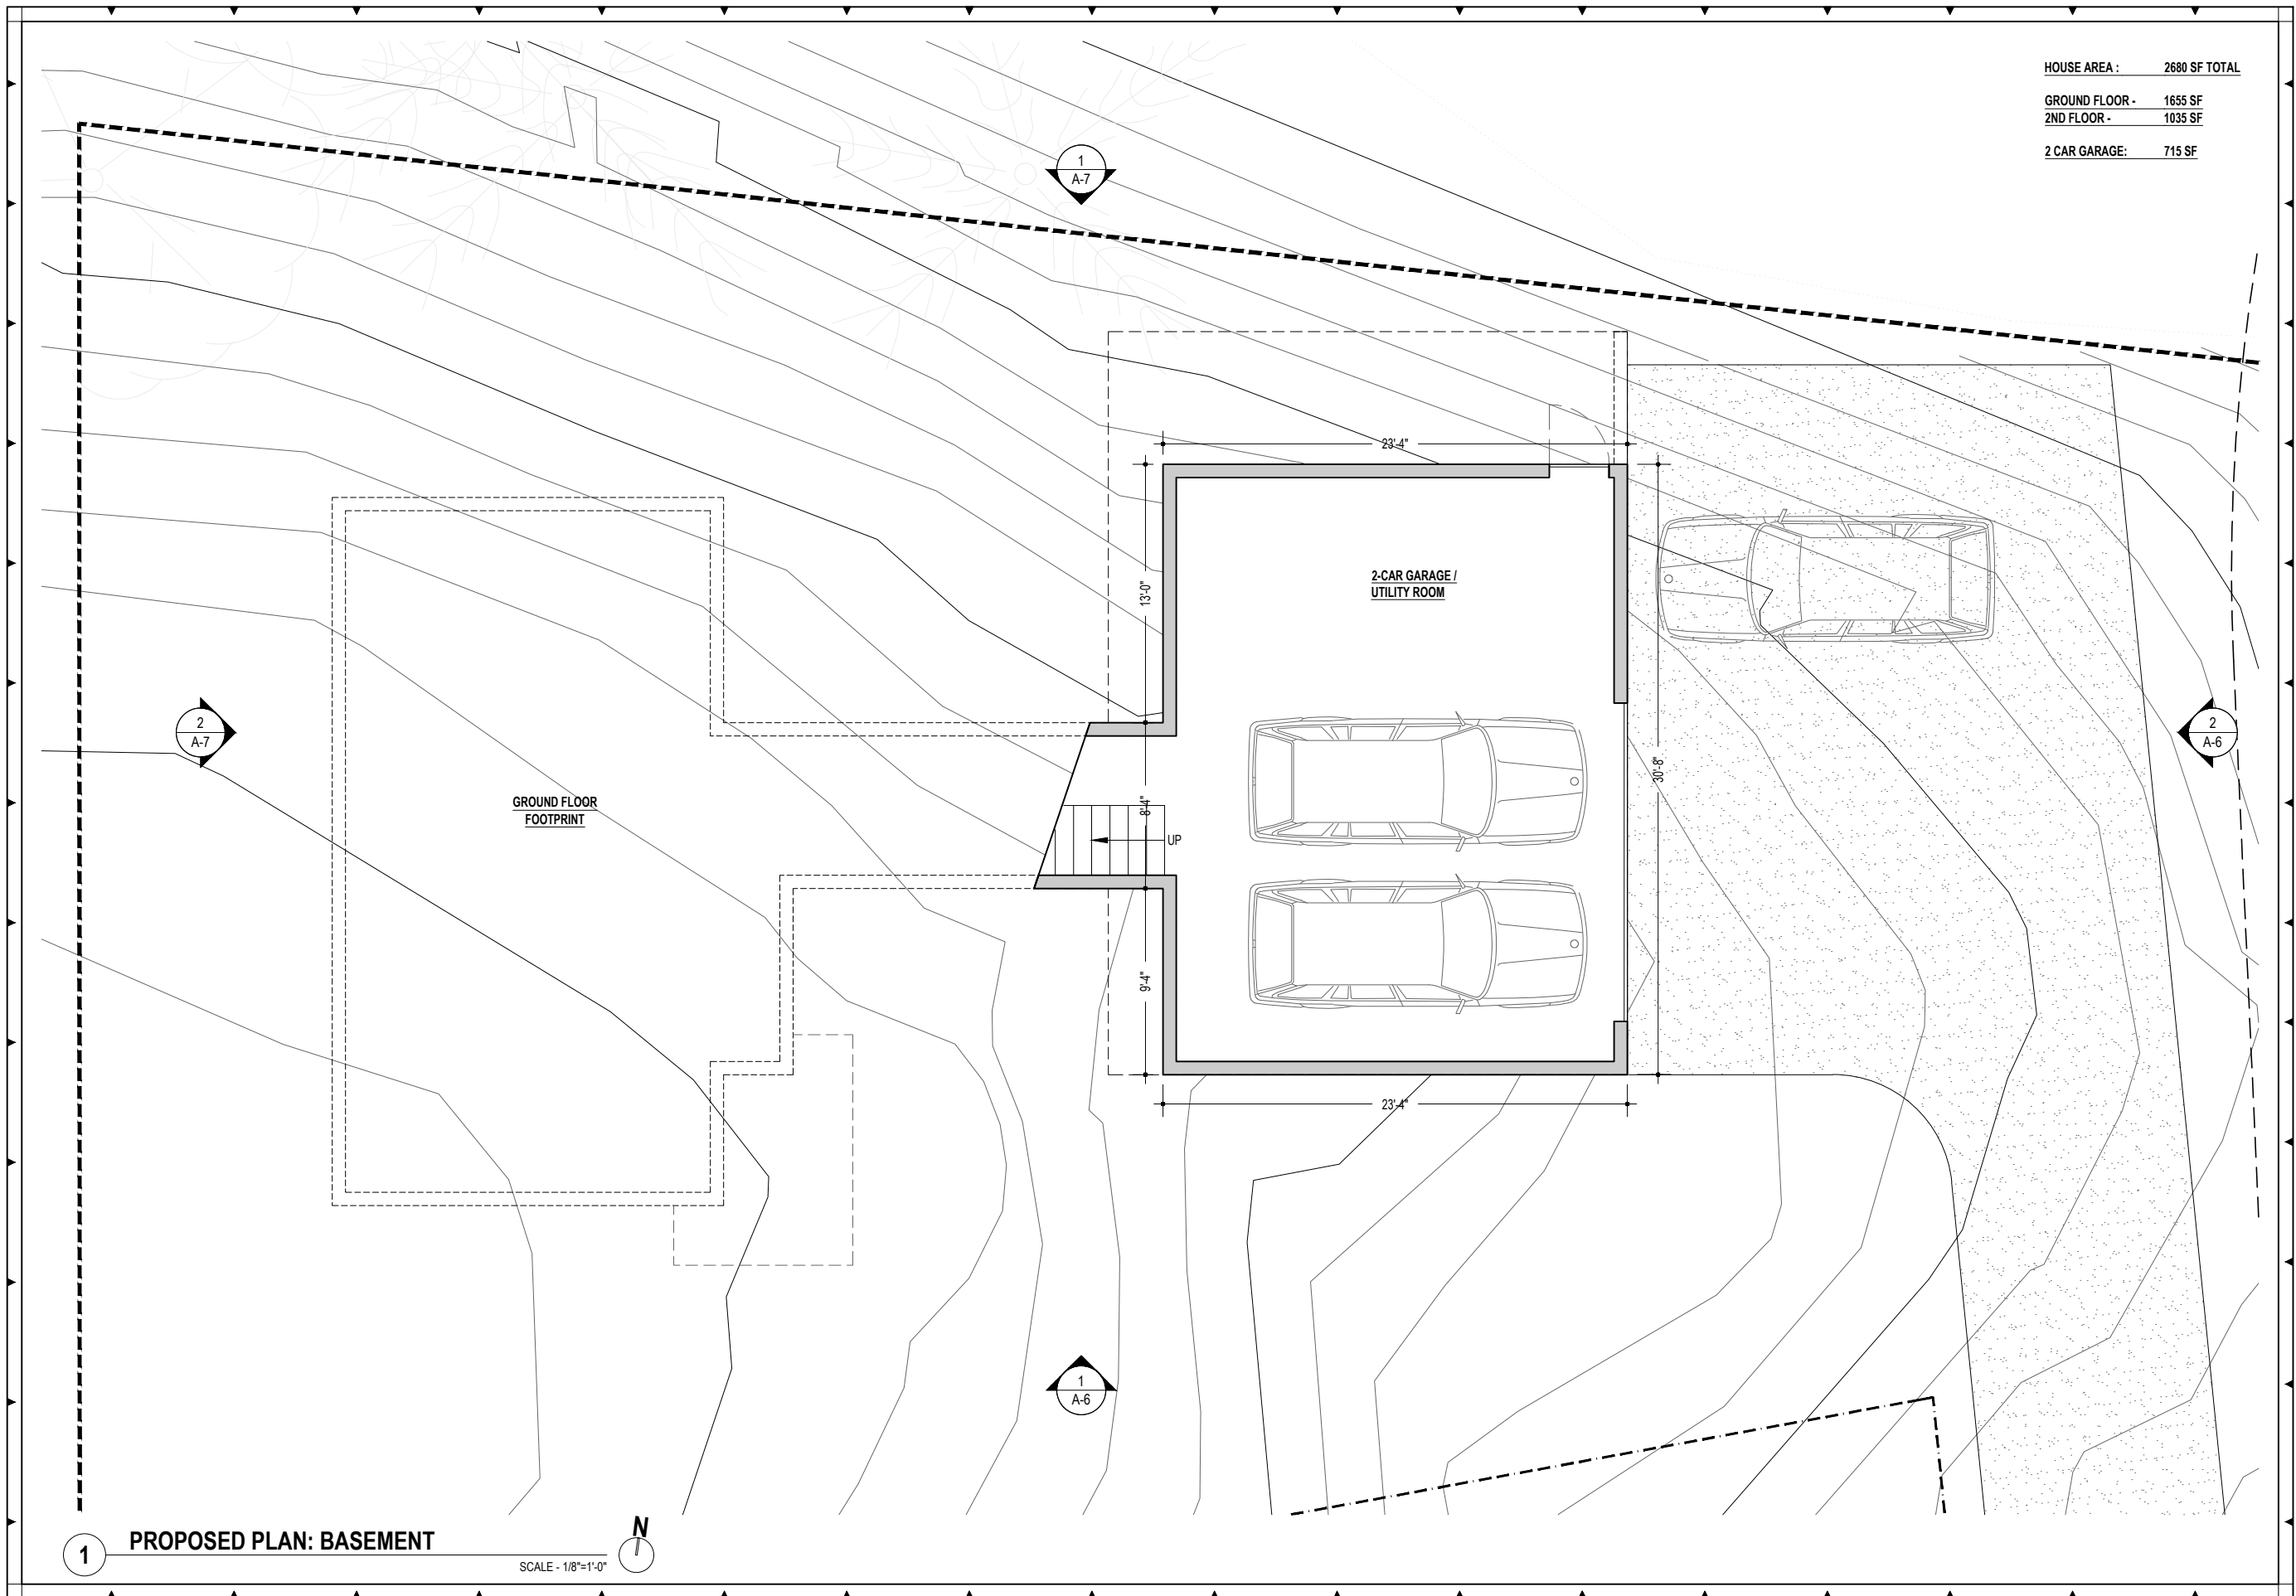 HOUSE AREA : 2680 SF TOTAL
GROUND FLOOR - 1655 SF
2ND FLOOR - 1035 SF
2 CAR GARAGE: 715 SF
1
A-7
23'-4"
13'-0"
2-CAR GARAGE /
UTILITY ROOM
2
A-7
2
A-6
30'-8"
GROUND FLOOR
FOOTPRINT
8'-4"
UP
9'-4"
23'-4"
1
A-6
1
PROPOSED PLAN: BASEMENT
SCALE - 1/8"=1'-0"
N